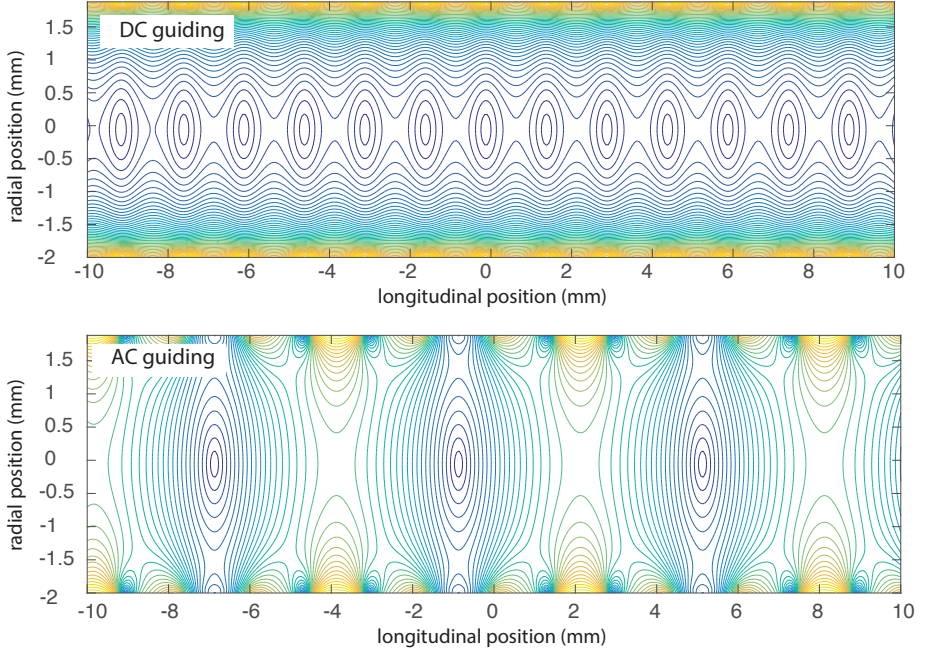 DC guiding
1.5
1
0.5
0
-0.5
-1
-1.5
-2
radial position (mm)
-10 -8 -6 -4 -2 0 2 4 6 8 10
longitudinal position (mm)
AC guiding
1.5
1
0.5
0
-0.5
-1
-1.5
-2
radial position (mm)
-10 -8 -6 -4 -2 0 2 4 6 8 10
longitudinal position (mm)